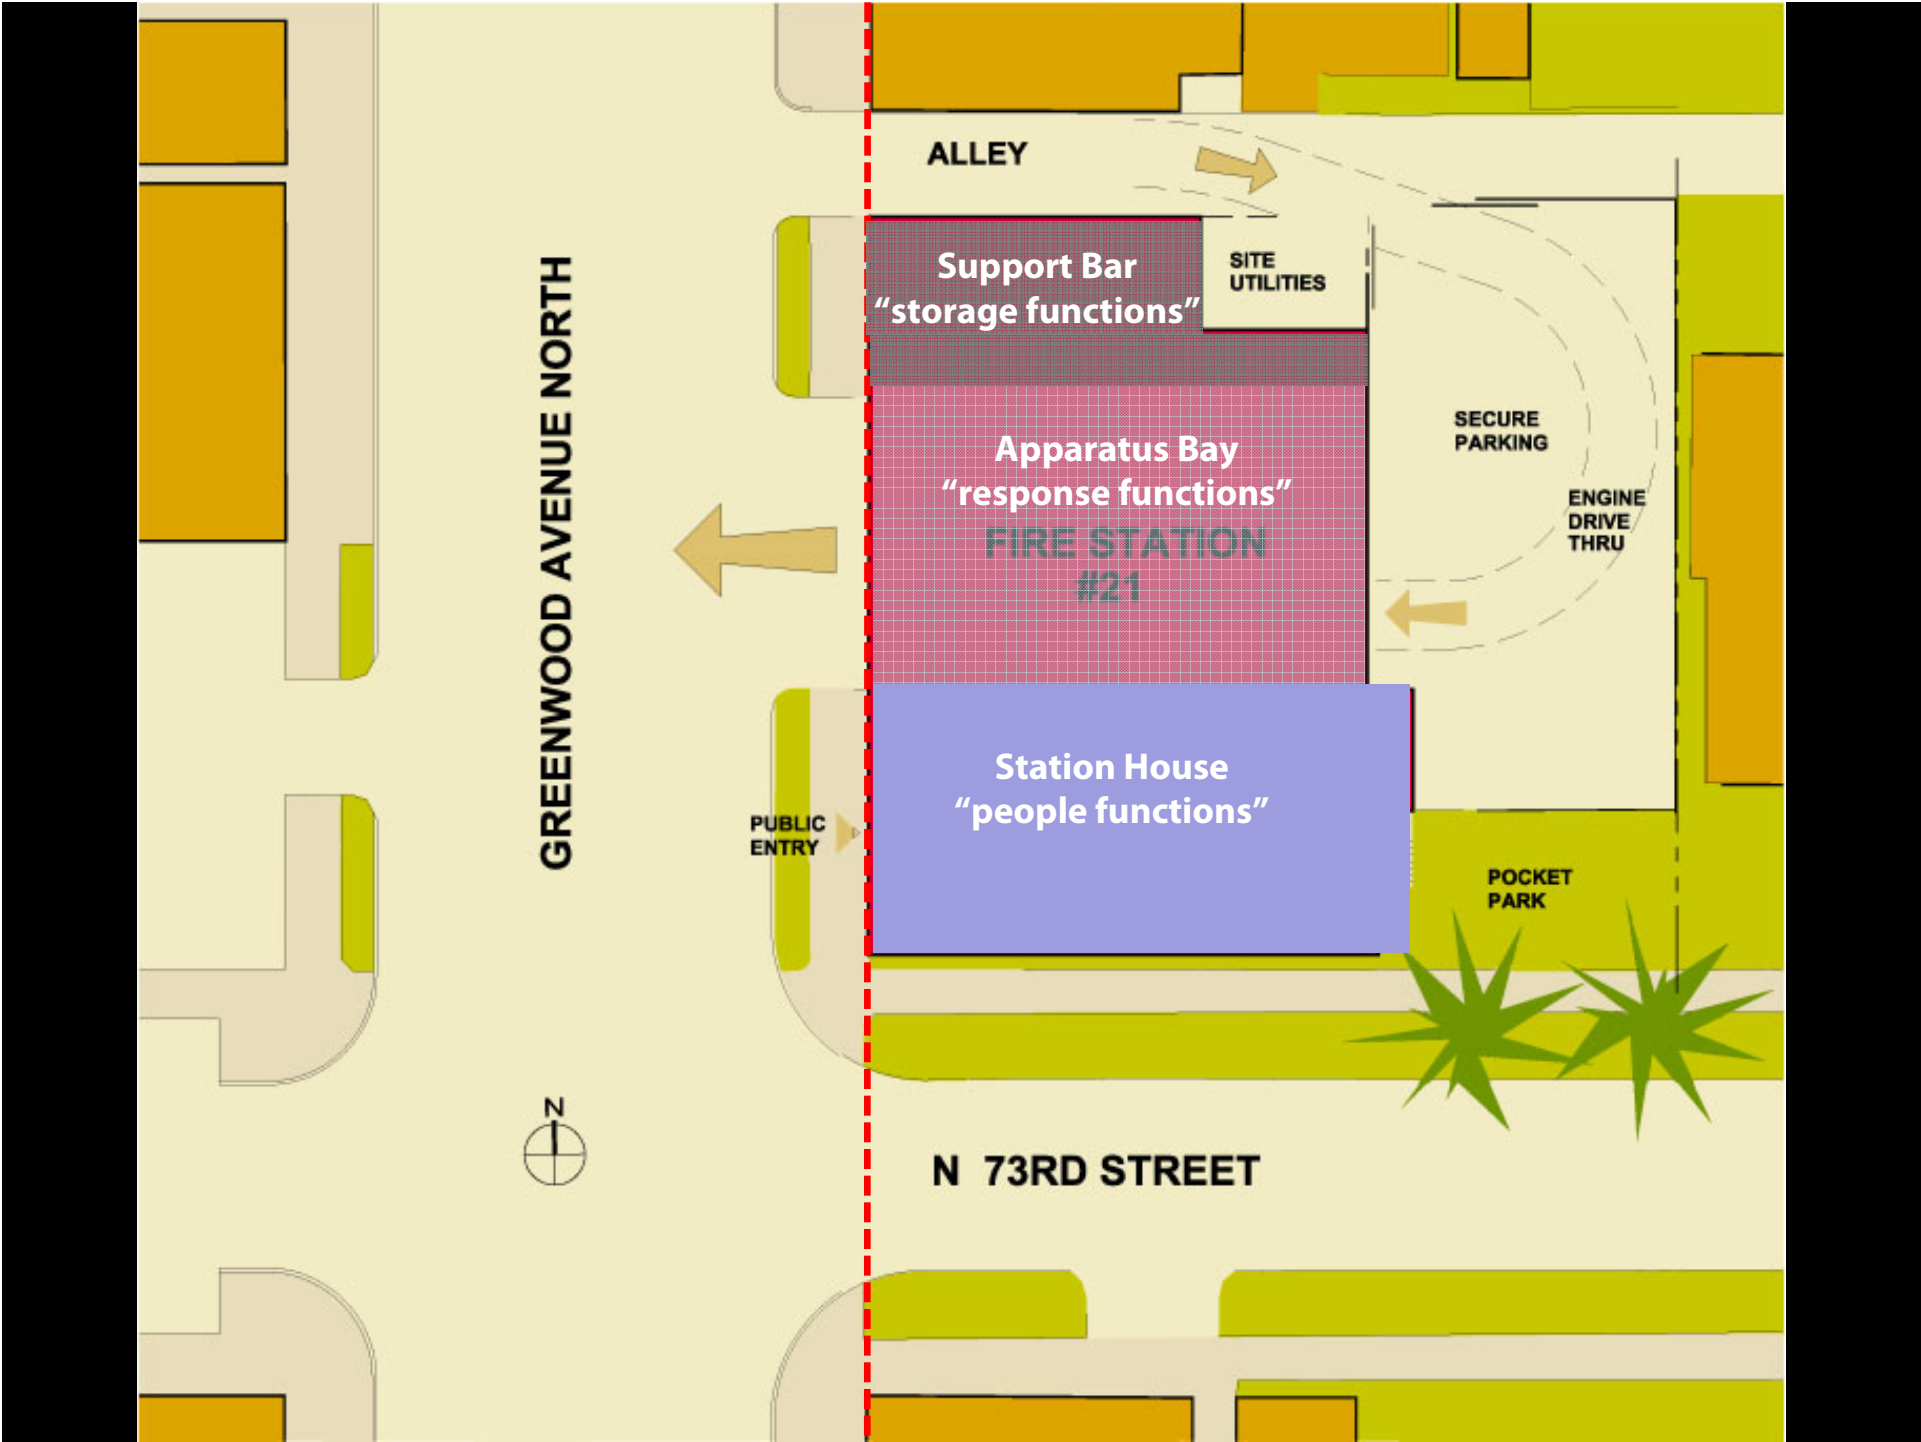 ALLEY
Support Bar
“storage functions”
SITE
UTILITIES
GREENWOOD AVENUE NORTH
SECURE
PARKING
Apparatus Bay
“response functions”
FIRE STATION
#21
ENGINE
DRIVE
THRU
Station House
“people functions”
PUBLIC
ENTRY
POCKET
PARK
N
N 73RD STREET